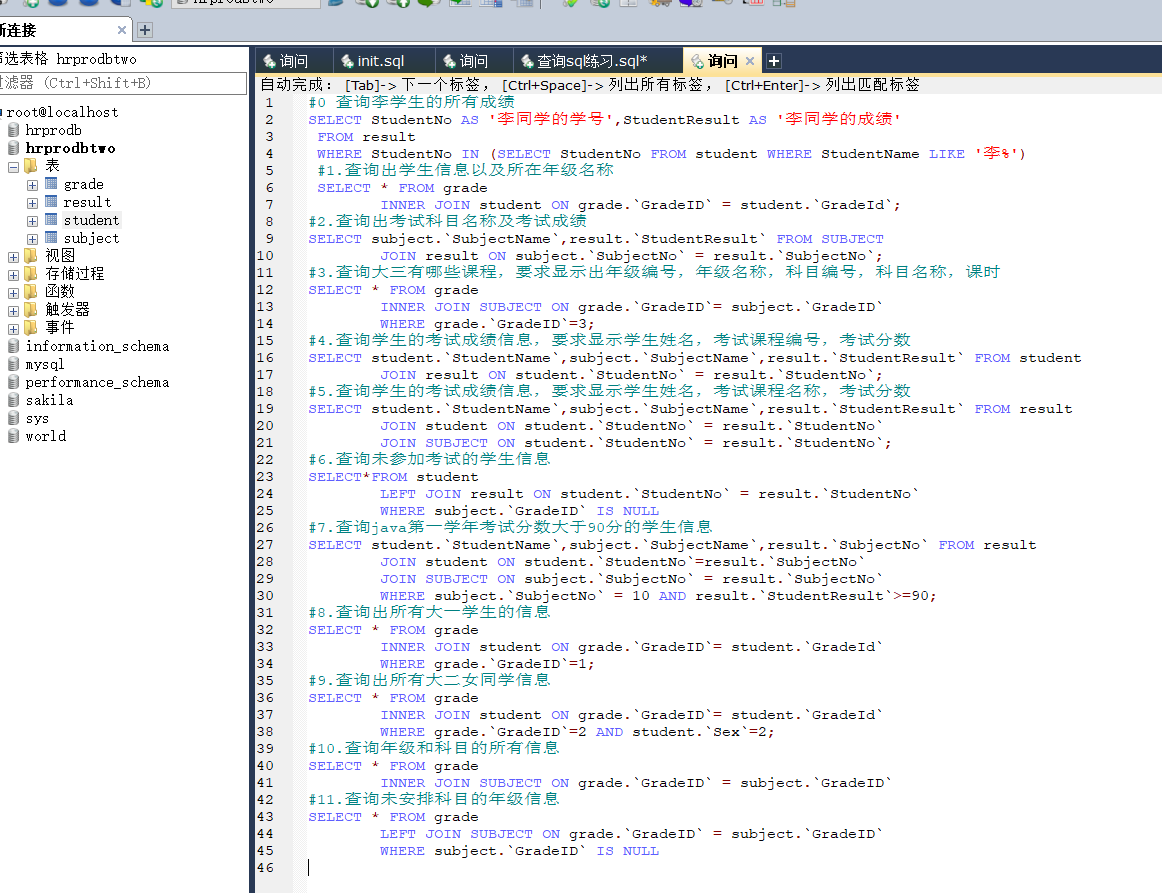 hrprodbtwo
新连接
筛选表格 hrprodbtwo
过滤器 (Ctrl+Shift+B)
root@localhost
hrprodb
hrprodbtwo
表
grade
result
student
subject
视图
存储过程
函数
触发器
事件
information_schema
mysql
performance_schema
sakila
sys
world
询问
init.sql
询问
查询sql练习.sql*
询问
自动完成： [Tab]-> 下一个标签， [Ctrl+Space]-> 列出所有标签， [Ctrl+Enter]-> 列出匹配标签
1 #0 查询李学生的所有成绩
2 SELECT StudentNo AS '李同学的学号',StudentResult AS '李同学的成绩'
3 FROM result
4 WHERE StudentNo IN (SELECT StudentNo FROM student WHERE StudentName LIKE '李%')
5 #1.查询出学生信息以及所在年级名称
6 SELECT * FROM grade
7 INNER JOIN student ON grade.`GradeID` = student.`GradeId`;
8 #2.查询出考试科目名称及考试成绩
9 SELECT subject.`SubjectName`,result.`StudentResult` FROM SUBJECT
10 JOIN result ON subject.`SubjectNo` = result.`SubjectNo`;
11 #3.查询大三有哪些课程，要求显示出年级编号，年级名称，科目编号，科目名称，课时
12 SELECT * FROM grade
13 INNER JOIN SUBJECT ON grade.`GradeID`= subject.`GradeID`
14 WHERE grade.`GradeID`=3;
15 #4.查询学生的考试成绩信息，要求显示学生姓名，考试课程编号，考试分数
16 SELECT student.`StudentName`,subject.`SubjectName`,result.`StudentResult` FROM student
17 JOIN result ON student.`StudentNo` = result.`StudentNo`;
18 #5.查询学生的考试成绩信息，要求显示学生姓名，考试课程名称，考试分数
19 SELECT student.`StudentName`,subject.`SubjectName`,result.`StudentResult` FROM result
20 JOIN student ON student.`StudentNo` = result.`StudentNo`
21 JOIN SUBJECT ON student.`StudentNo` = result.`StudentNo`;
22 #6.查询未参加考试的学生信息
23 SELECT*FROM student
24 LEFT JOIN result ON student.`StudentNo` = result.`StudentNo`
25 WHERE subject.`GradeID` IS NULL
26 #7.查询java第一学年考试分数大于90分的学生信息
27 SELECT student.`StudentName`,subject.`SubjectName`,result.`SubjectNo` FROM result
28 JOIN student ON student.`StudentNo`=result.`SubjectNo`
29 JOIN SUBJECT ON subject.`SubjectNo` = result.`SubjectNo`
30 WHERE subject.`SubjectNo` = 10 AND result.`StudentResult`>=90;
31 #8.查询出所有大一学生的信息
32 SELECT * FROM grade
33 INNER JOIN student ON grade.`GradeID`= student.`GradeId`
34 WHERE grade.`GradeID`=1;
35 #9.查询出所有大二女同学信息
36 SELECT * FROM grade
37 INNER JOIN student ON grade.`GradeID`= student.`GradeId`
38 WHERE grade.`GradeID`=2 AND student.`Sex`=2;
39 #10.查询年级和科目的所有信息
40 SELECT * FROM grade
41 INNER JOIN SUBJECT ON grade.`GradeID` = subject.`GradeID`
42 #11.查询未安排科目的年级信息
43 SELECT * FROM grade
44 LEFT JOIN SUBJECT ON grade.`GradeID` = subject.`GradeID`
45 WHERE subject.`GradeID` IS NULL
46